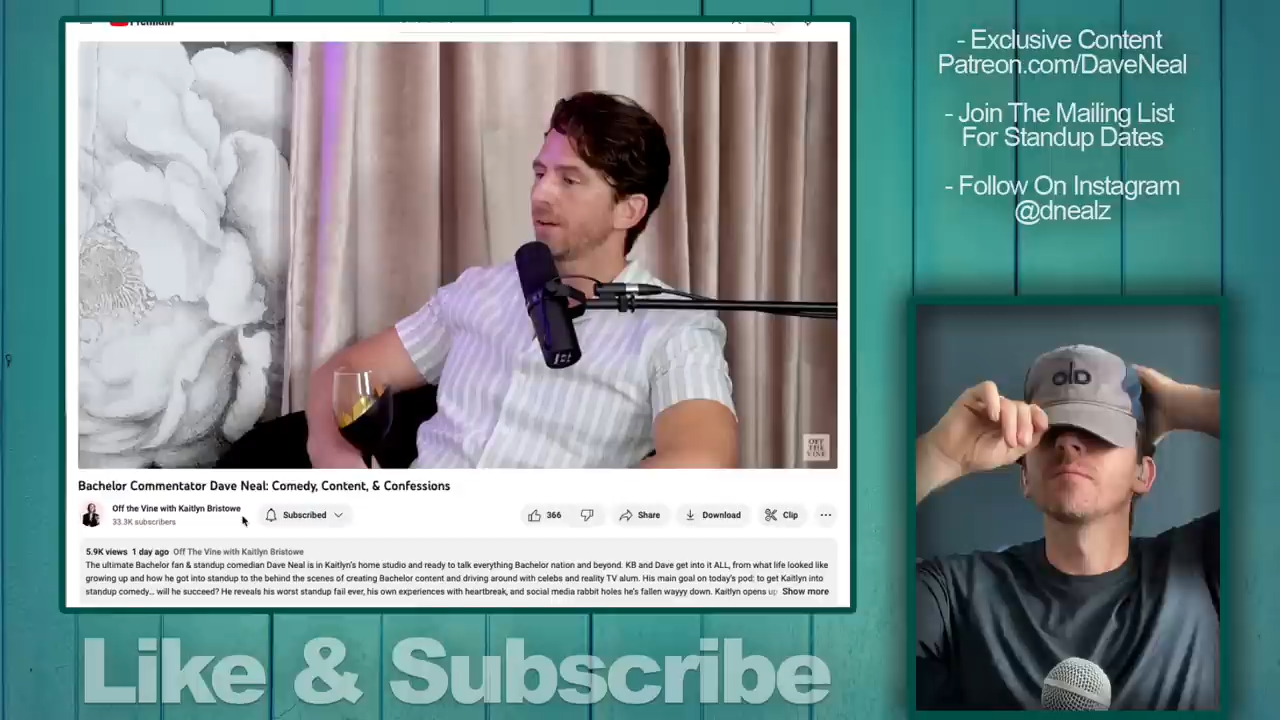 Premium
Bachelor Commentator Dave Neal: Comedy, Content, & Confessions
Off the Vine with Kaitlyn Bristowe
33.3K subscribers
Subscribed
366
Share
Download
Clip
5.9K views 1 day ago Off The Vine with Kaitlyn Bristowe
The ultimate Bachelor fan & standup comedian Dave Neal is in Kaitlyn's home studio and ready to talk everything Bachelor nation and beyond. KB and Dave get into it ALL, from what life looked like
growing up and how he got into standup to the behind the scenes of creating Bachelor content and driving around with celebs and reality TV alum. His main goal on today's pod: to get Kaitlyn into
standup comedy... will he succeed? He reveals his worst standup fail ever, his own experiences with heartbreak, and social media rabbit holes he's fallen wayyy down. Kaitlyn opens up Show more
OFF
THE
VINE
Like & Subscribe
- Exclusive Content
Patreon.com/DaveNeal
- Join The Mailing List
For Standup Dates
- Follow On Instagram
@dnealz
old